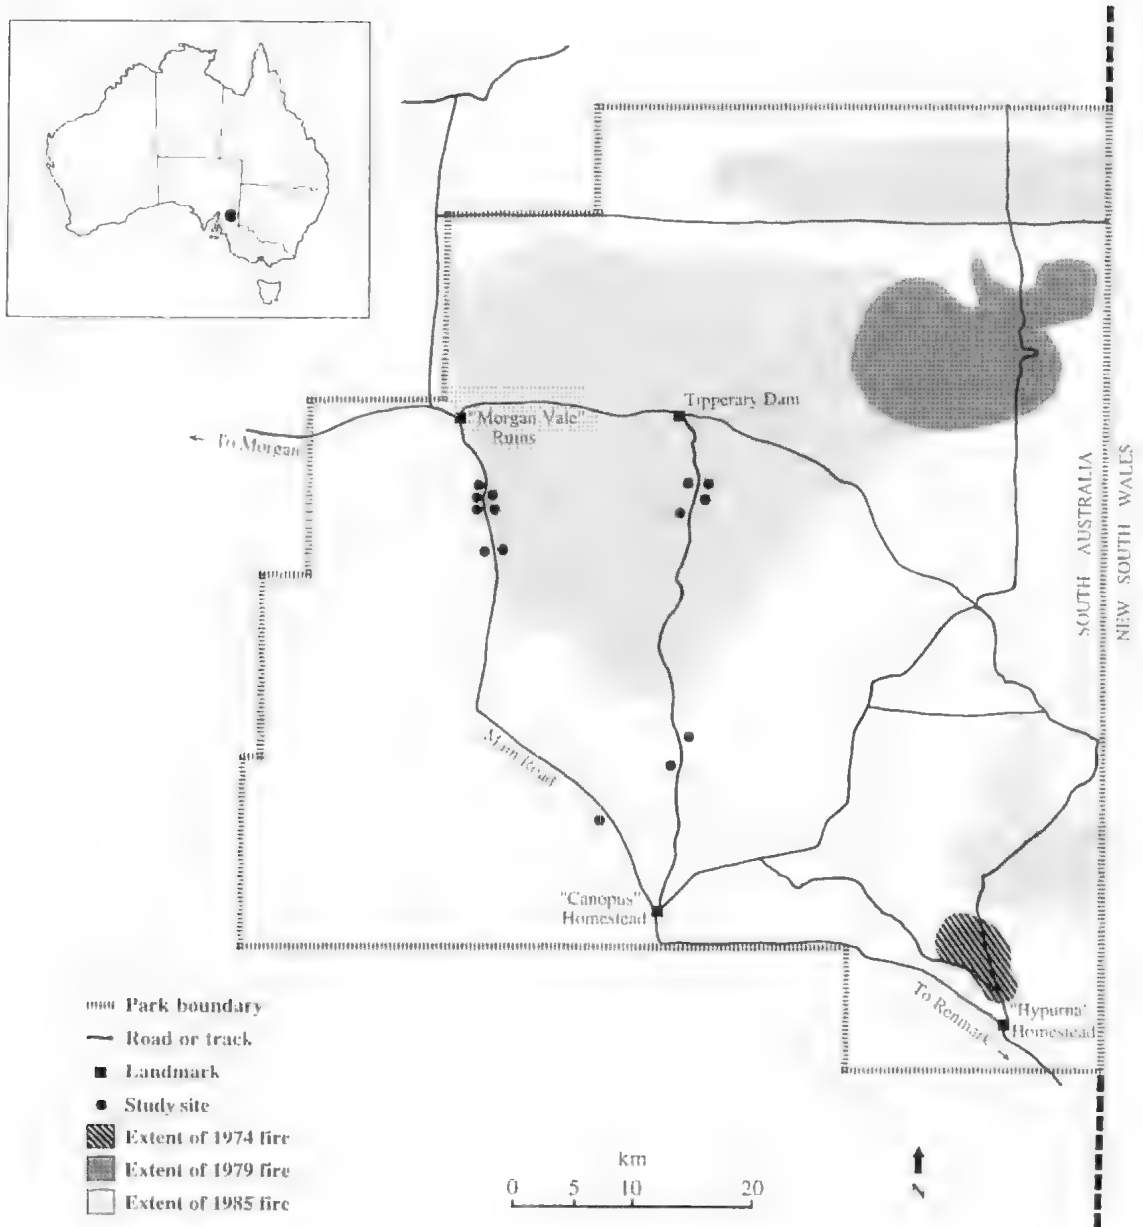 Tipperary Dam
"Morgan Vale"
Ruins
To Morgan
SOUTH AUSTRALIA
NEW SOUTH WALES
Main Road
"Canopus"
Homestead
To Renmark
"Hypurna"
Homestead
Park boundary
Road or track
Landmark
Study site
Extent of 1974 fire
Extent of 1979 fire
Extent of 1985 fire
km
0 5 10 20
N